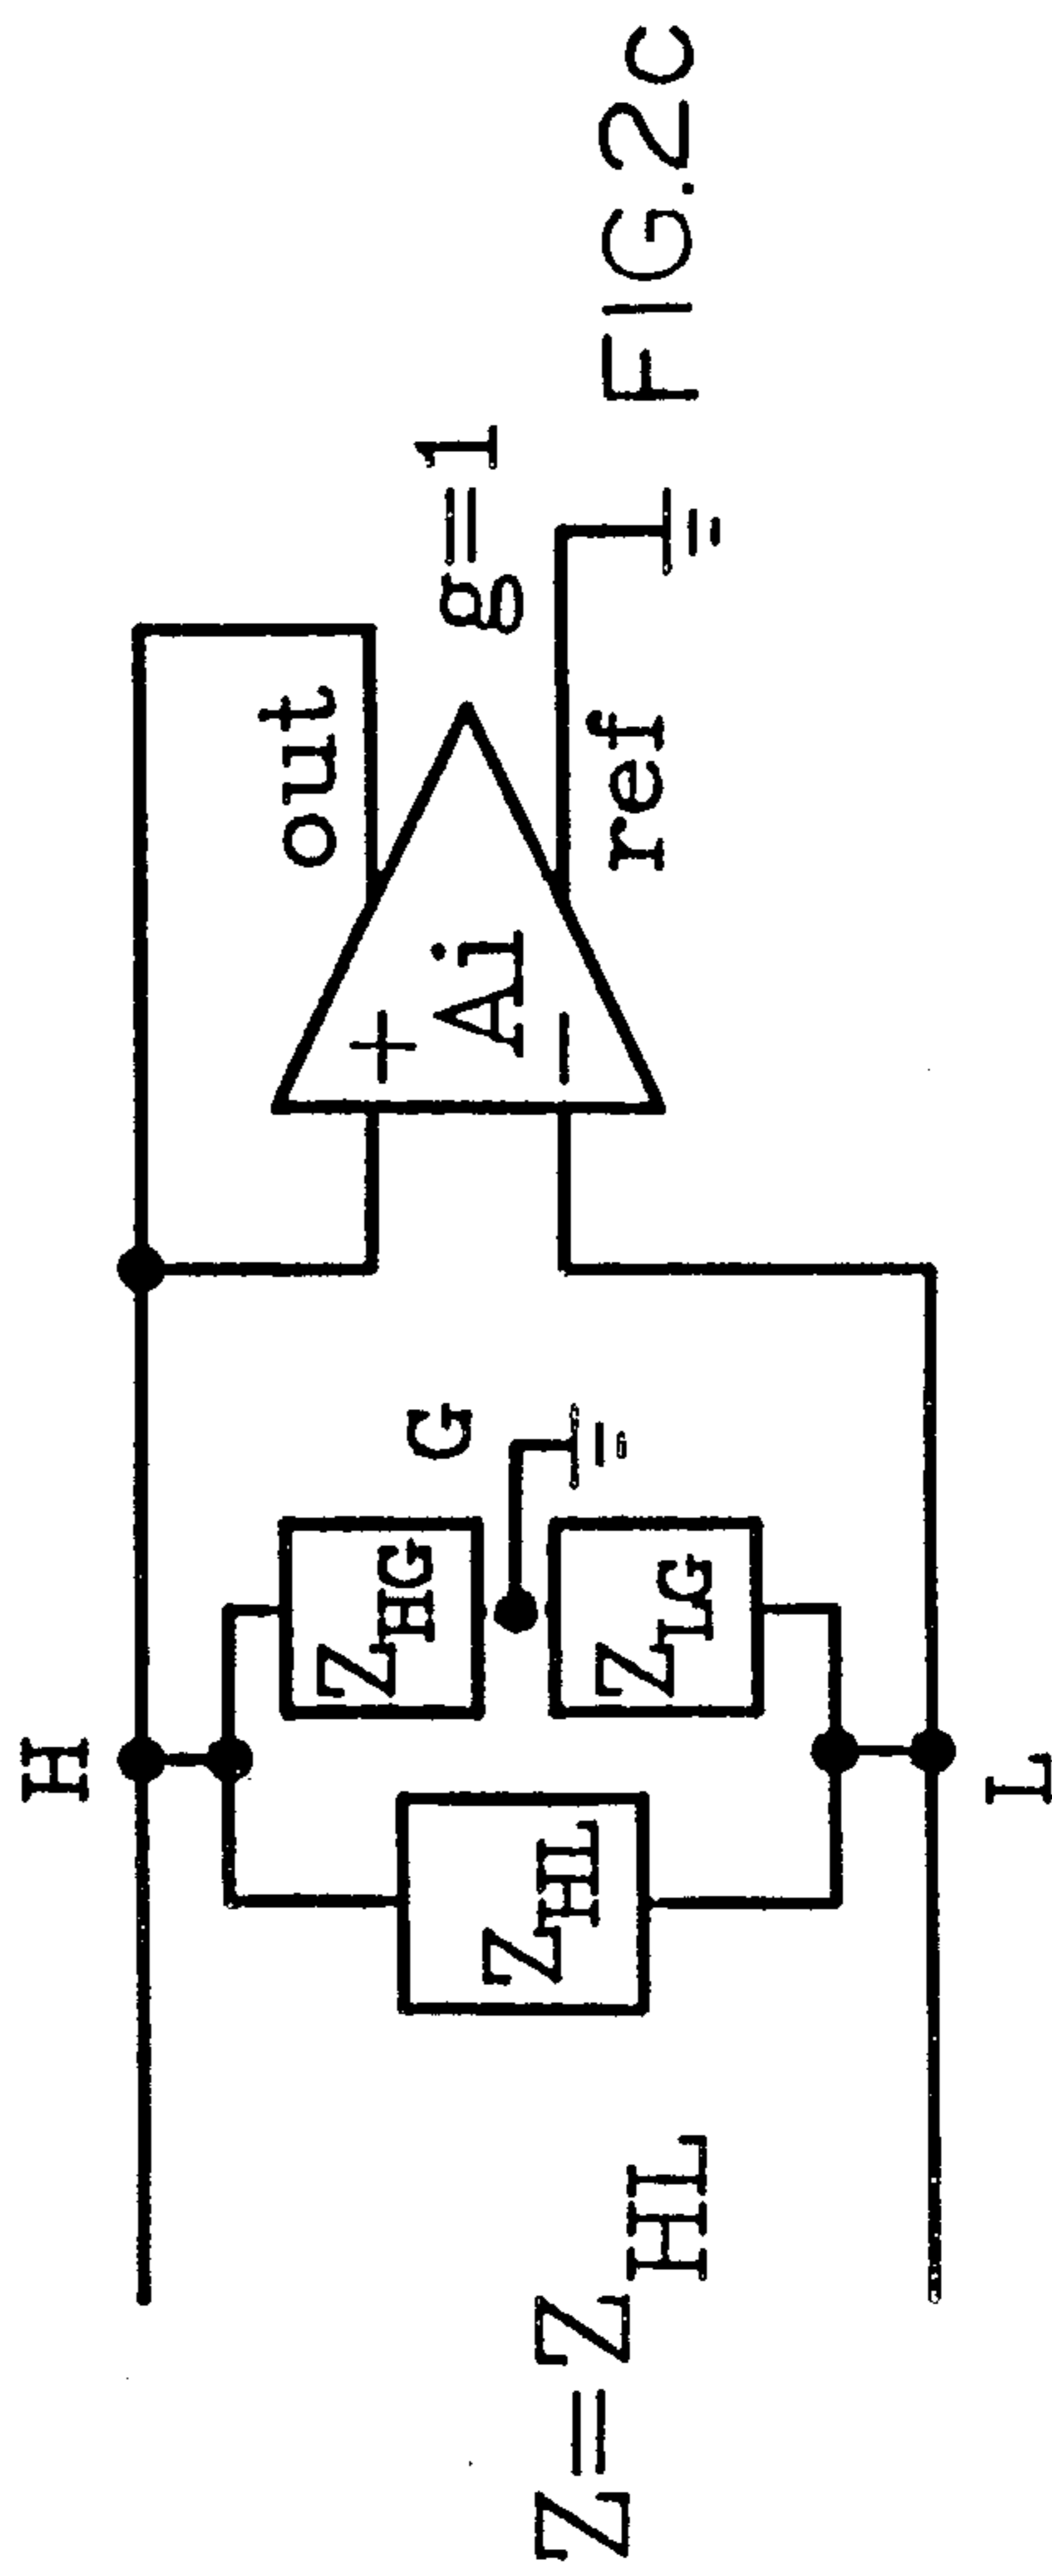 H
out
G
+
Z_HG
Z_HL
Ai
g=1
Z=Z_HL
Z_LG
−
ref
L
FIG.2c